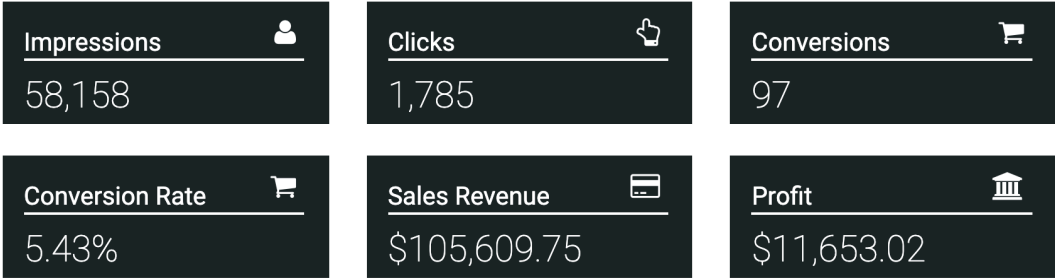 Impressions
58,158
Clicks
1,785
Conversions
97
Conversion Rate
5.43%
Sales Revenue
$105,609.75
Profit
$11,653.02